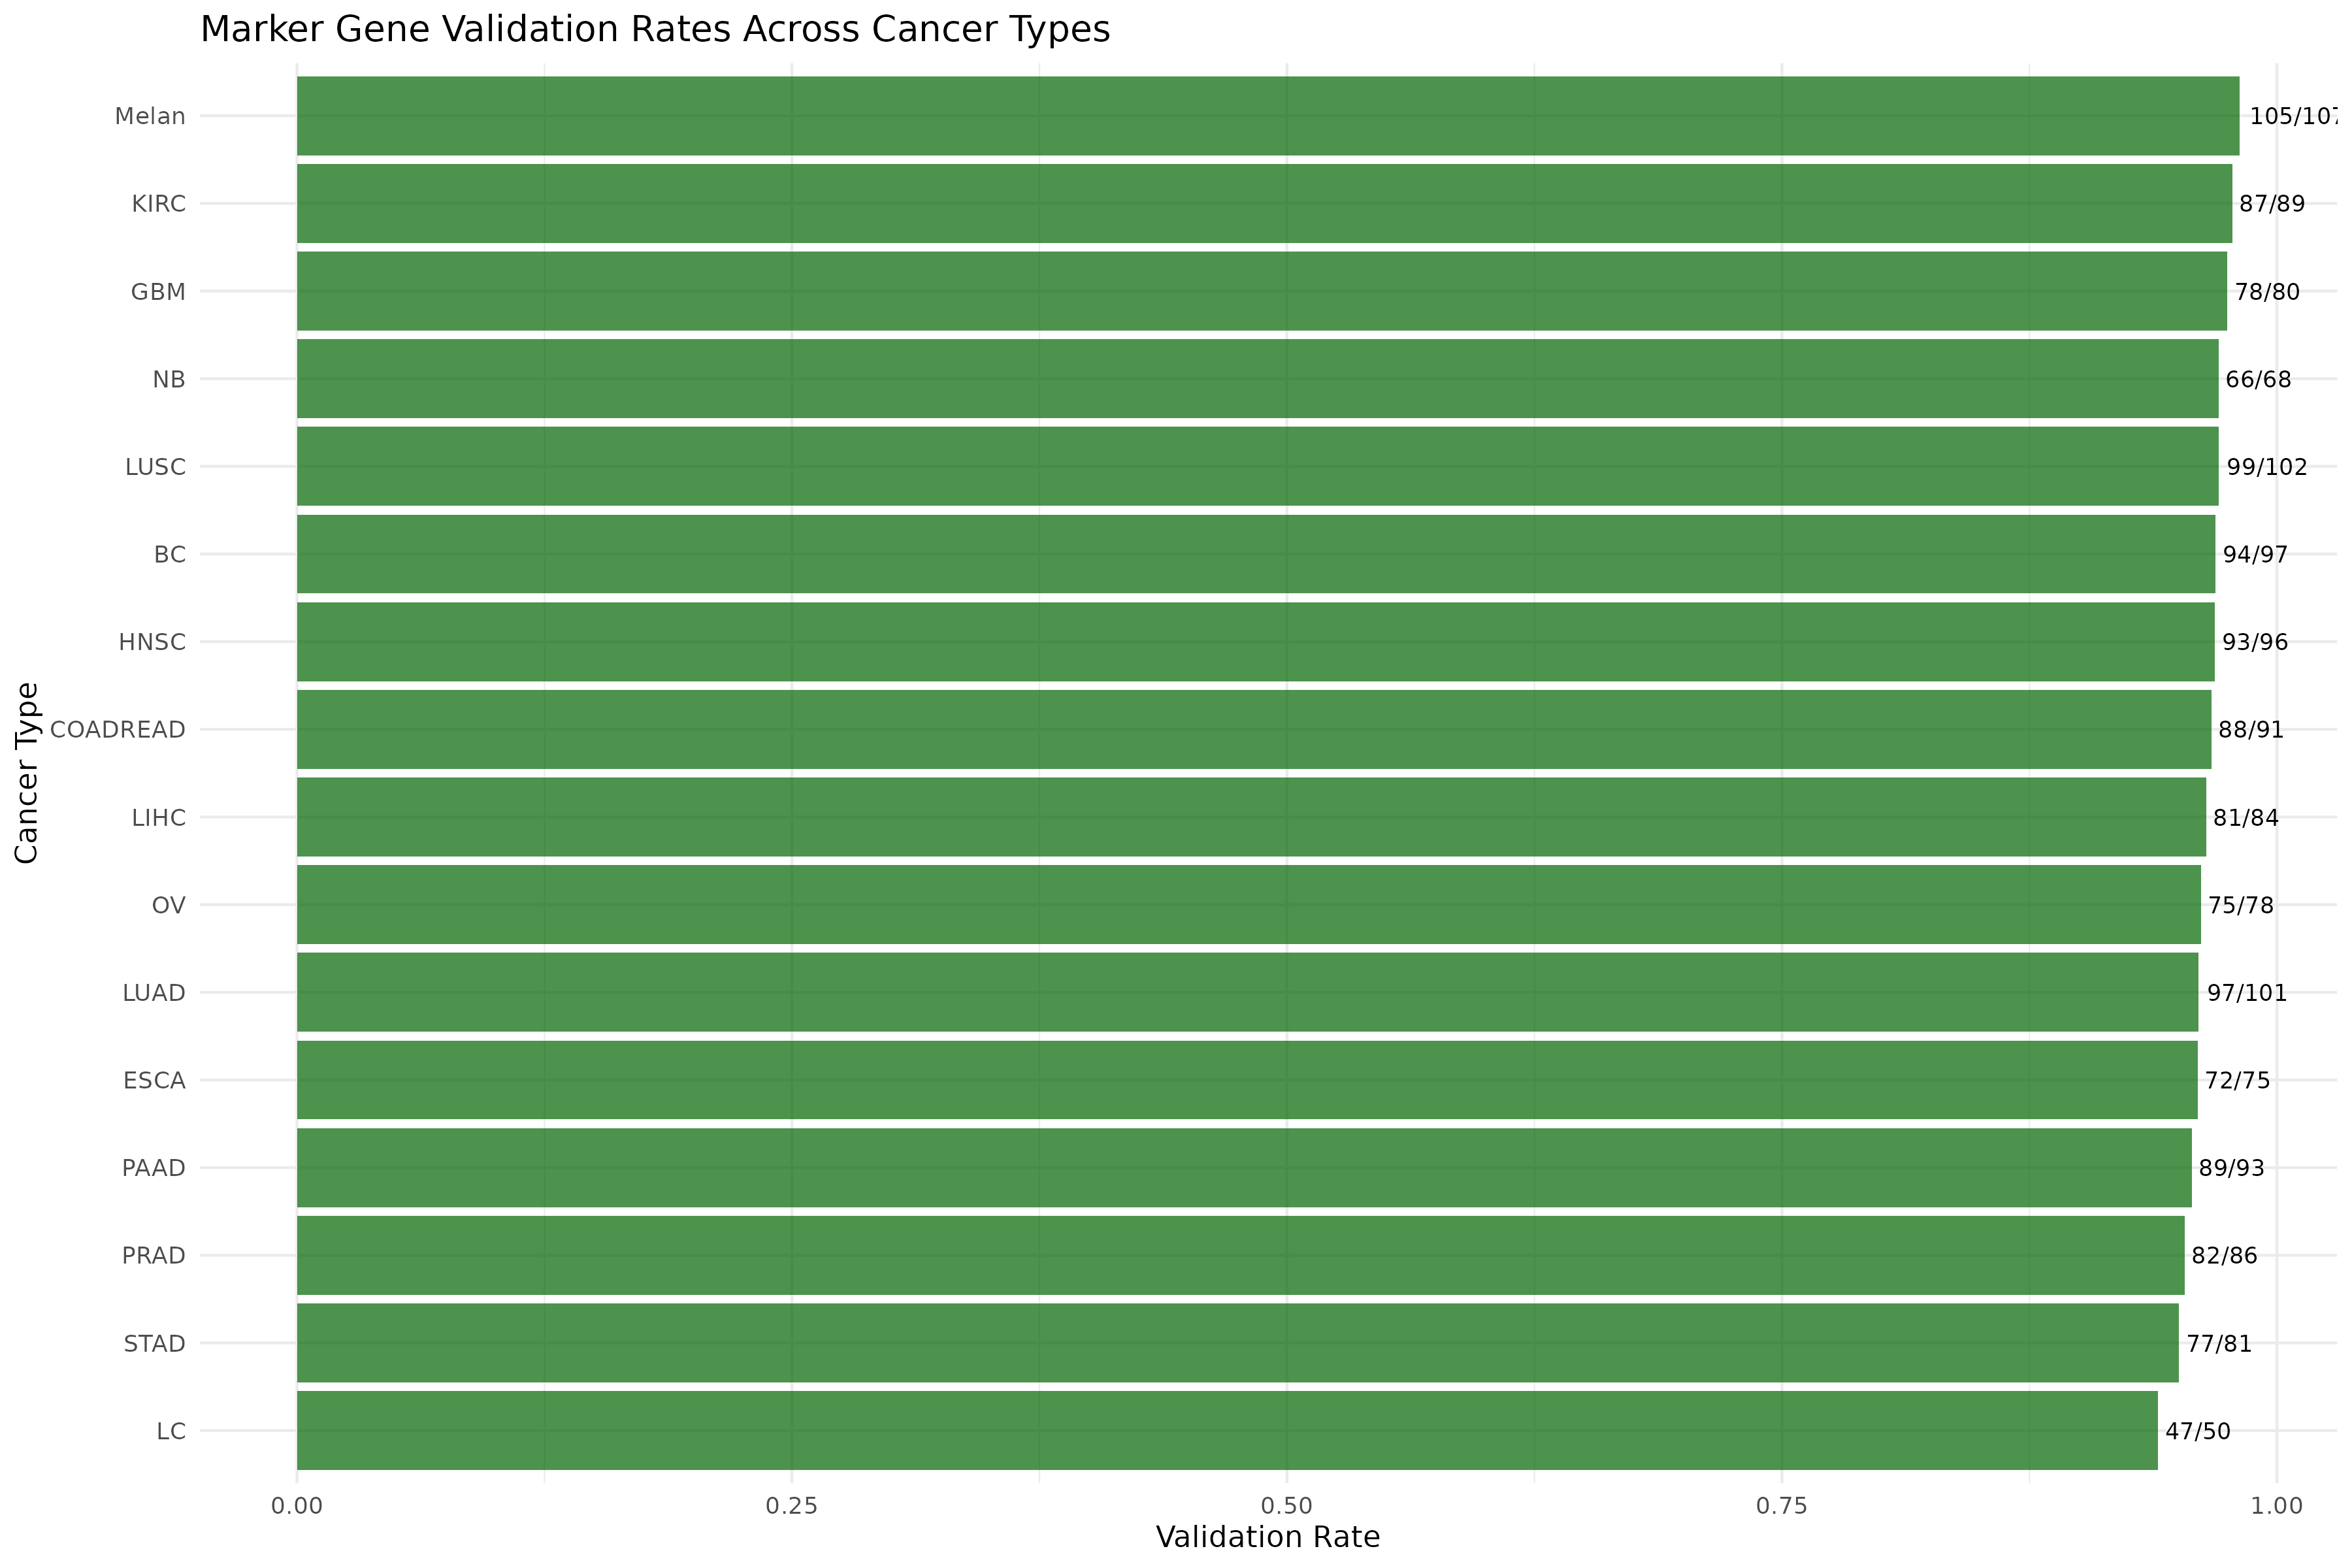 Marker Gene Validation Rates Across Cancer Types
Cancer Type
Melan 105/107
KIRC 87/89
GBM 78/80
NB 66/68
LUSC 99/102
BC 94/97
HNSC 93/96
COADREAD 88/91
LIHC 81/84
OV 75/78
LUAD 97/101
ESCA 72/75
PAAD 89/93
PRAD 82/86
STAD 77/81
LC 47/50
0.00 0.25 0.50 0.75 1.00
Validation Rate